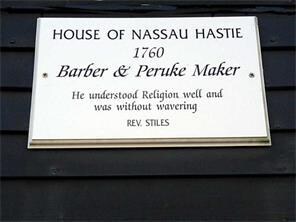 HOUSE OF NASSAU HASTIE
1760
Barber & Peruke Maker
He understood Religion well and
was without wavering
REV. STILES